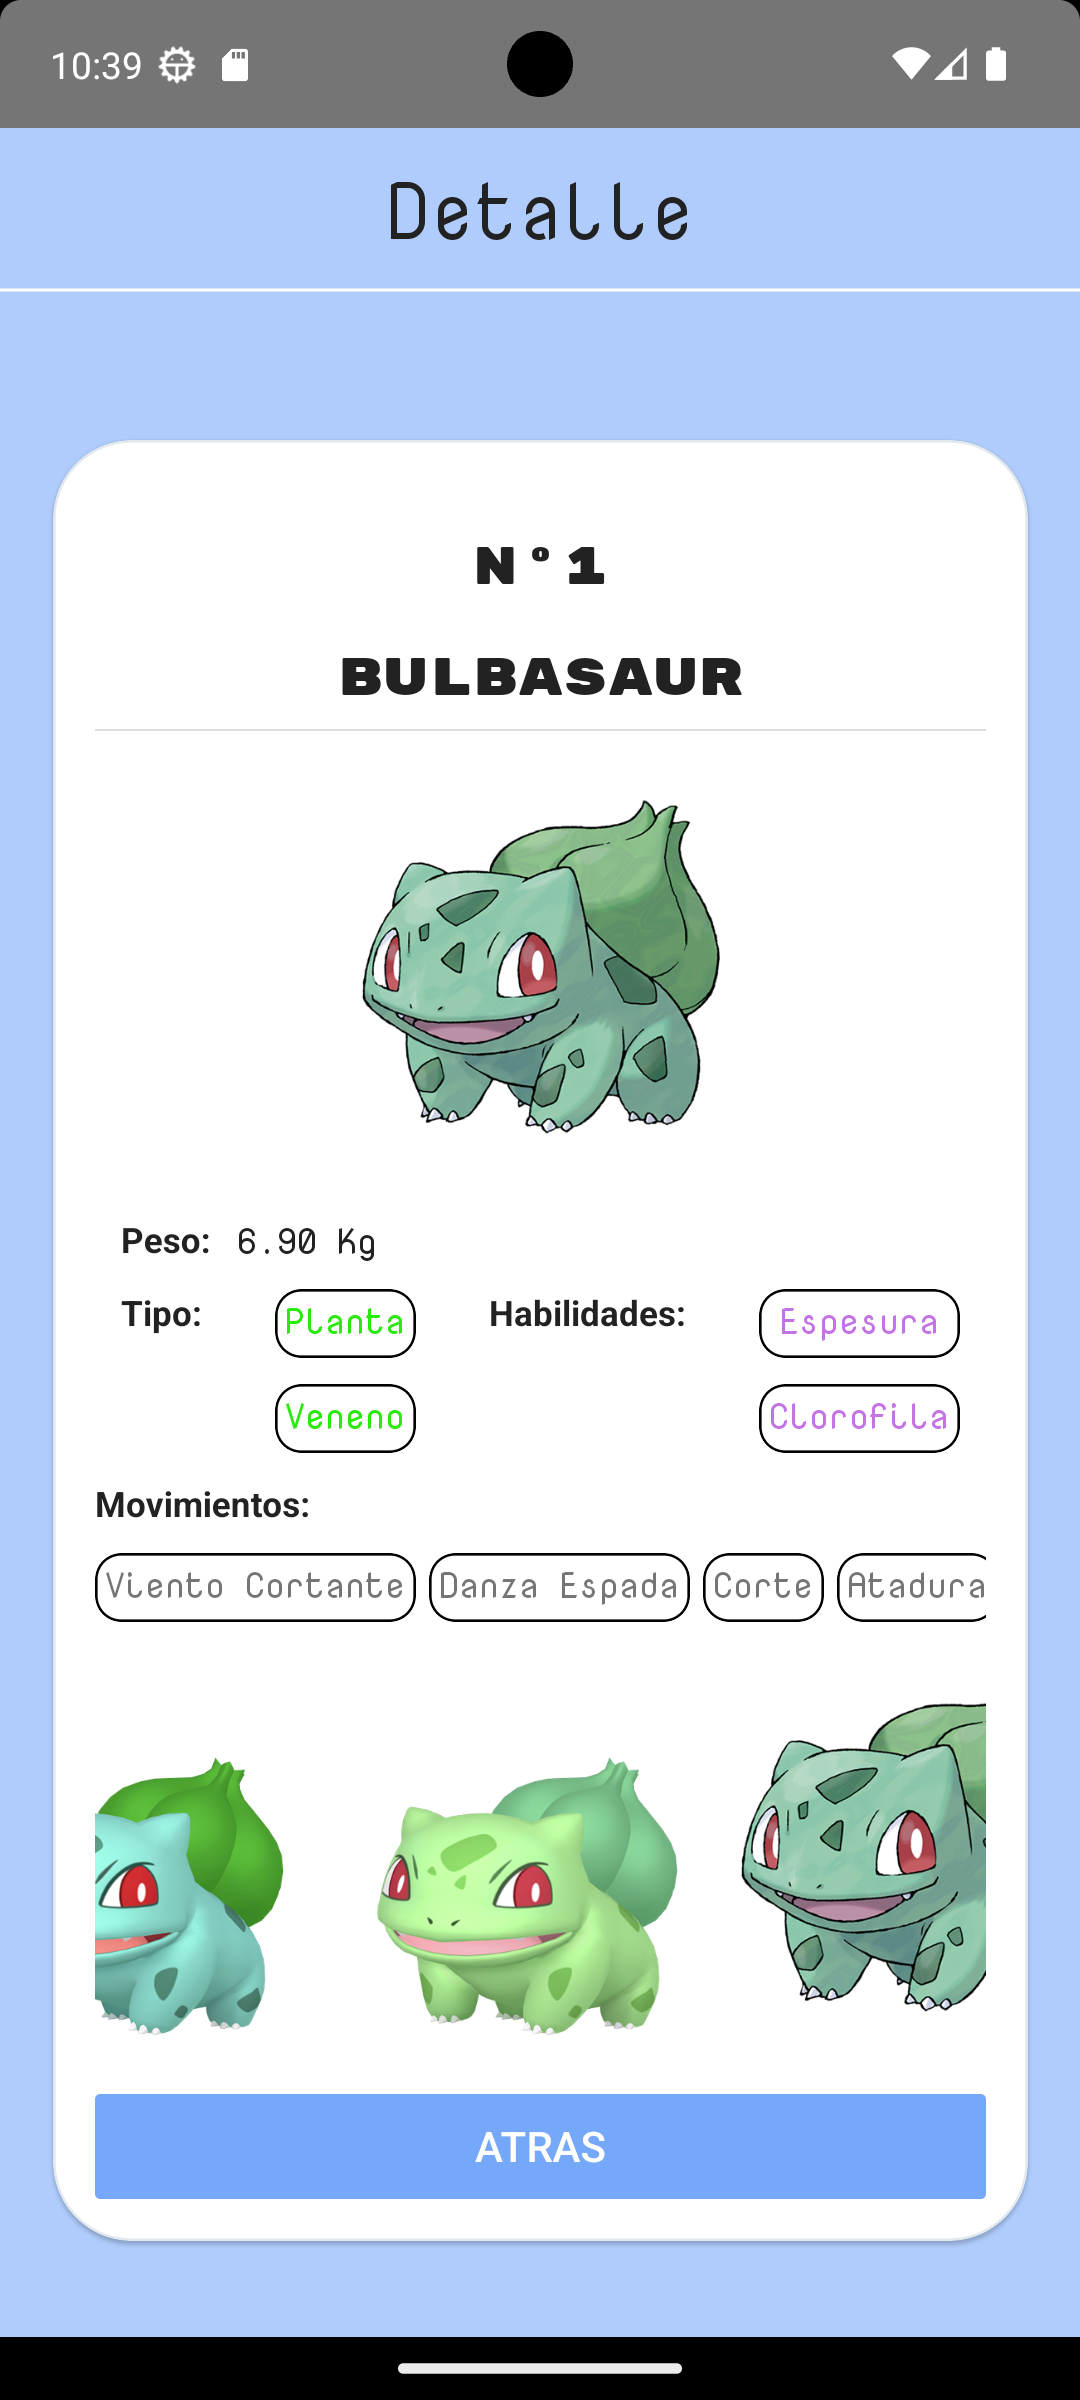 10:39
Detalle
Nº1
BULBASAUR
Peso: 6.90 Kg
Tipo: Planta Habilidades: Espesura
Veneno Clorofila
Movimientos:
Viento Cortante Danza Espada Corte Atadura
ATRAS